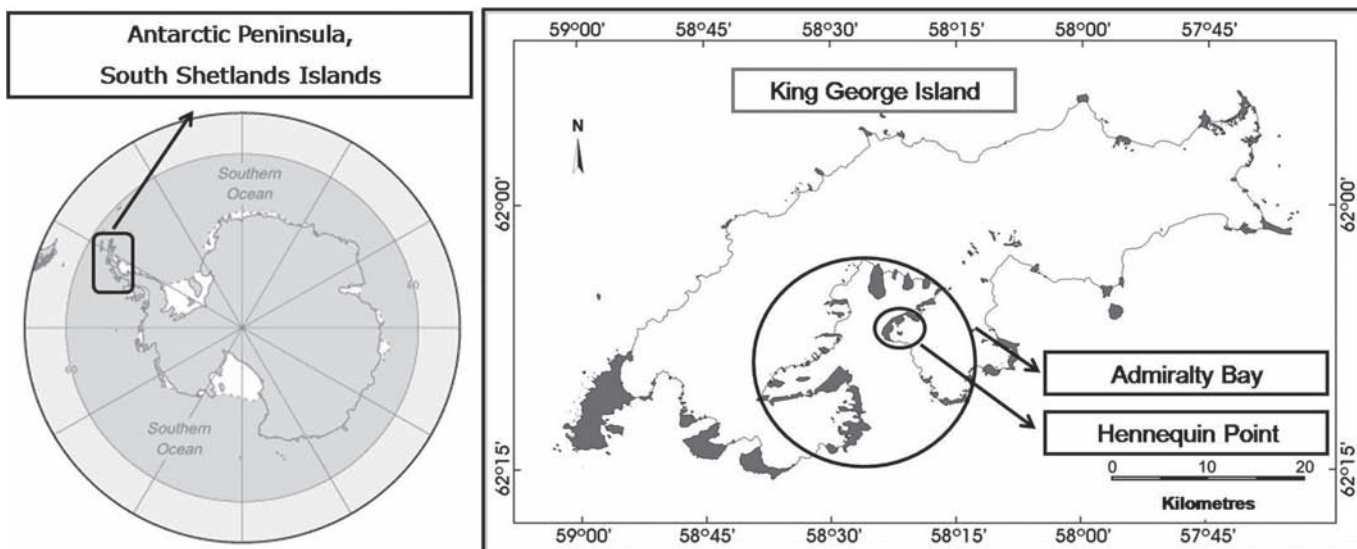 Antarctic Peninsula,
South Shetlands Islands
Southern
Ocean
60
60
Southern
Ocean
59°00' 58°45' 58°30' 58°15' 58°00' 57°45'
King George Island
N
62°00' 62°00'
Admiralty Bay
Hennequin Point
62°15' 62°15'
0 10 20
Kilometres
59°00' 58°45' 58°30' 58°15' 58°00' 57°45'